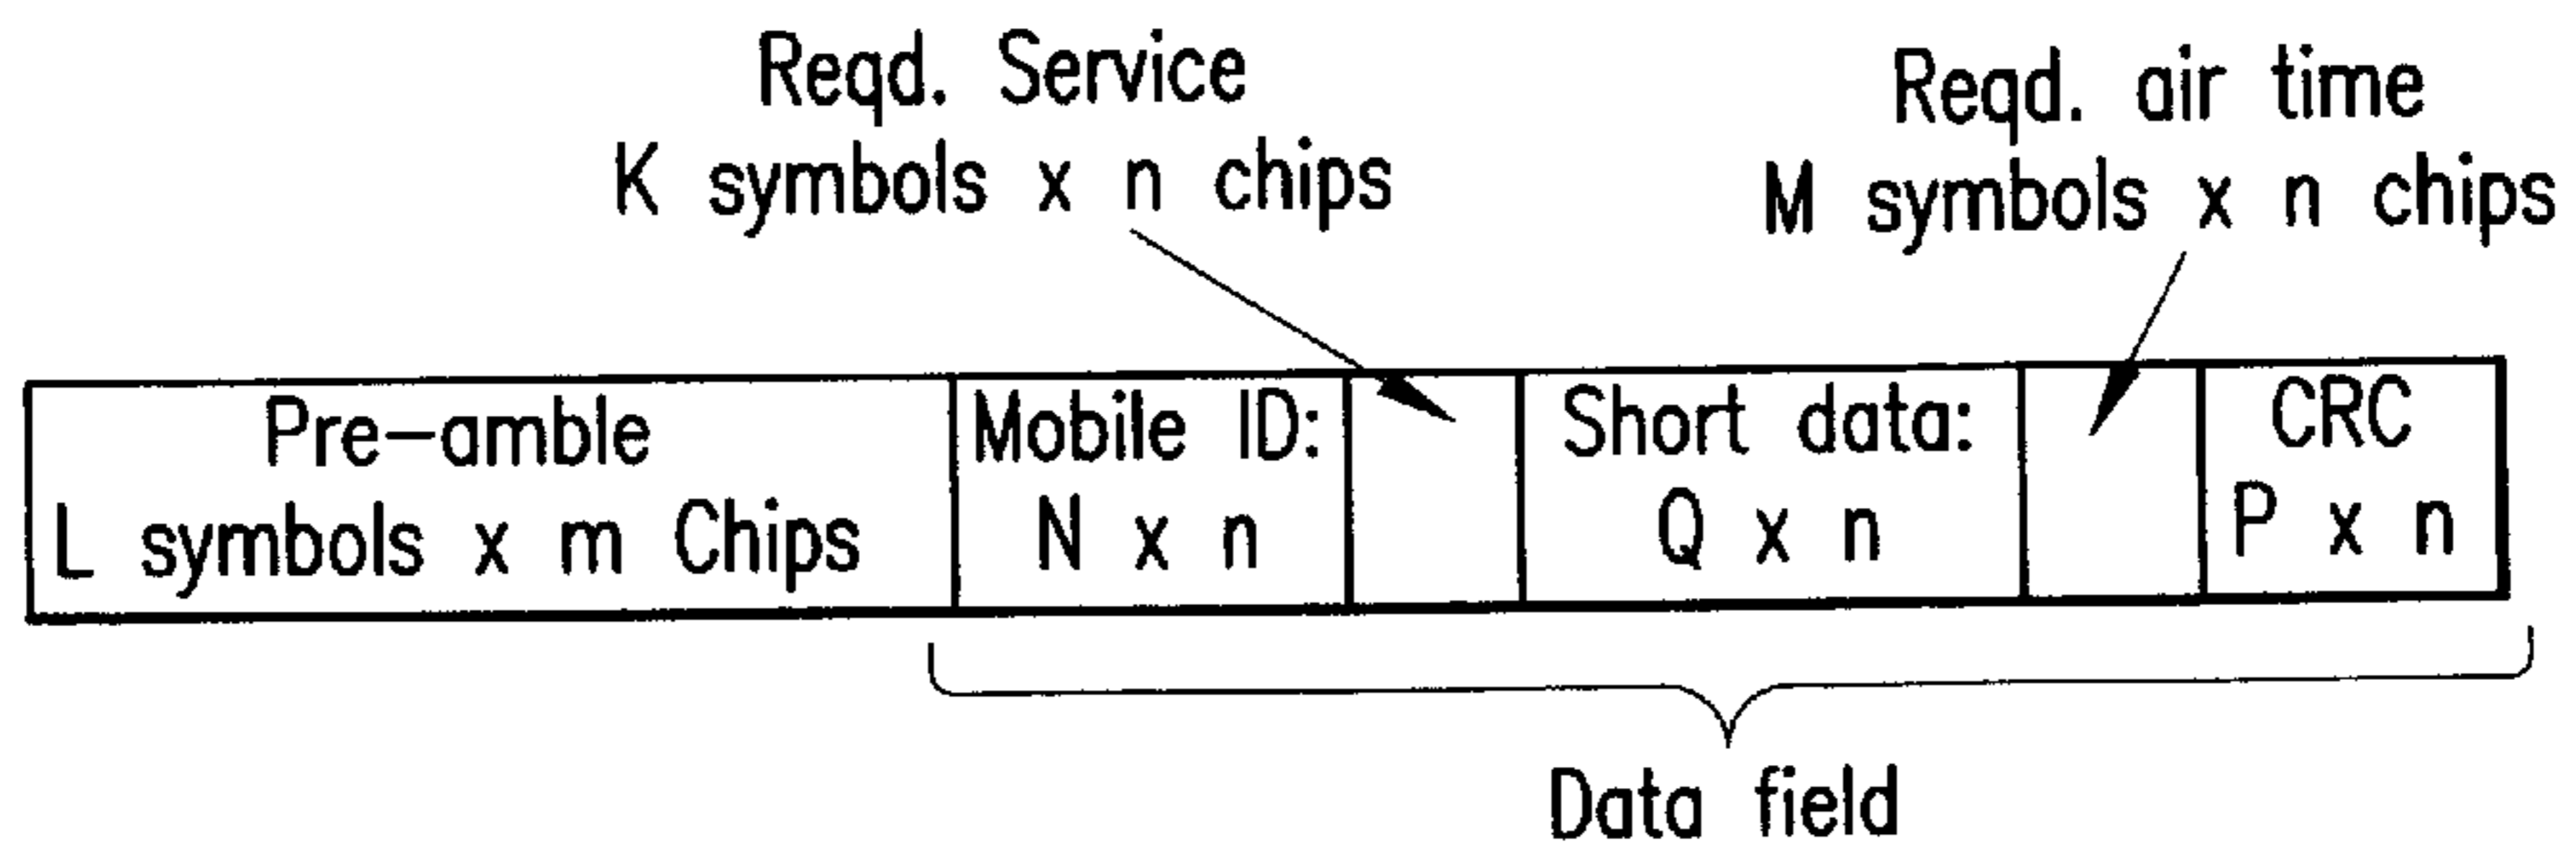 Reqd. Service
K symbols x n chips
Reqd. air time
M symbols x n chips
Pre-amble
L symbols x m Chips
Mobile ID:
N x n
Short data:
Q x n
CRC
P x n
Data field